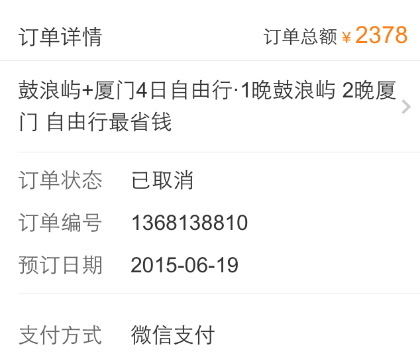 订单详情 订单总额 ¥ 2378
鼓浪屿+厦门4日自由行·1晚鼓浪屿 2晚厦
门 自由行最省钱
订单状态 已取消
订单编号 1368138810
预订日期 2015-06-19
支付方式 微信支付